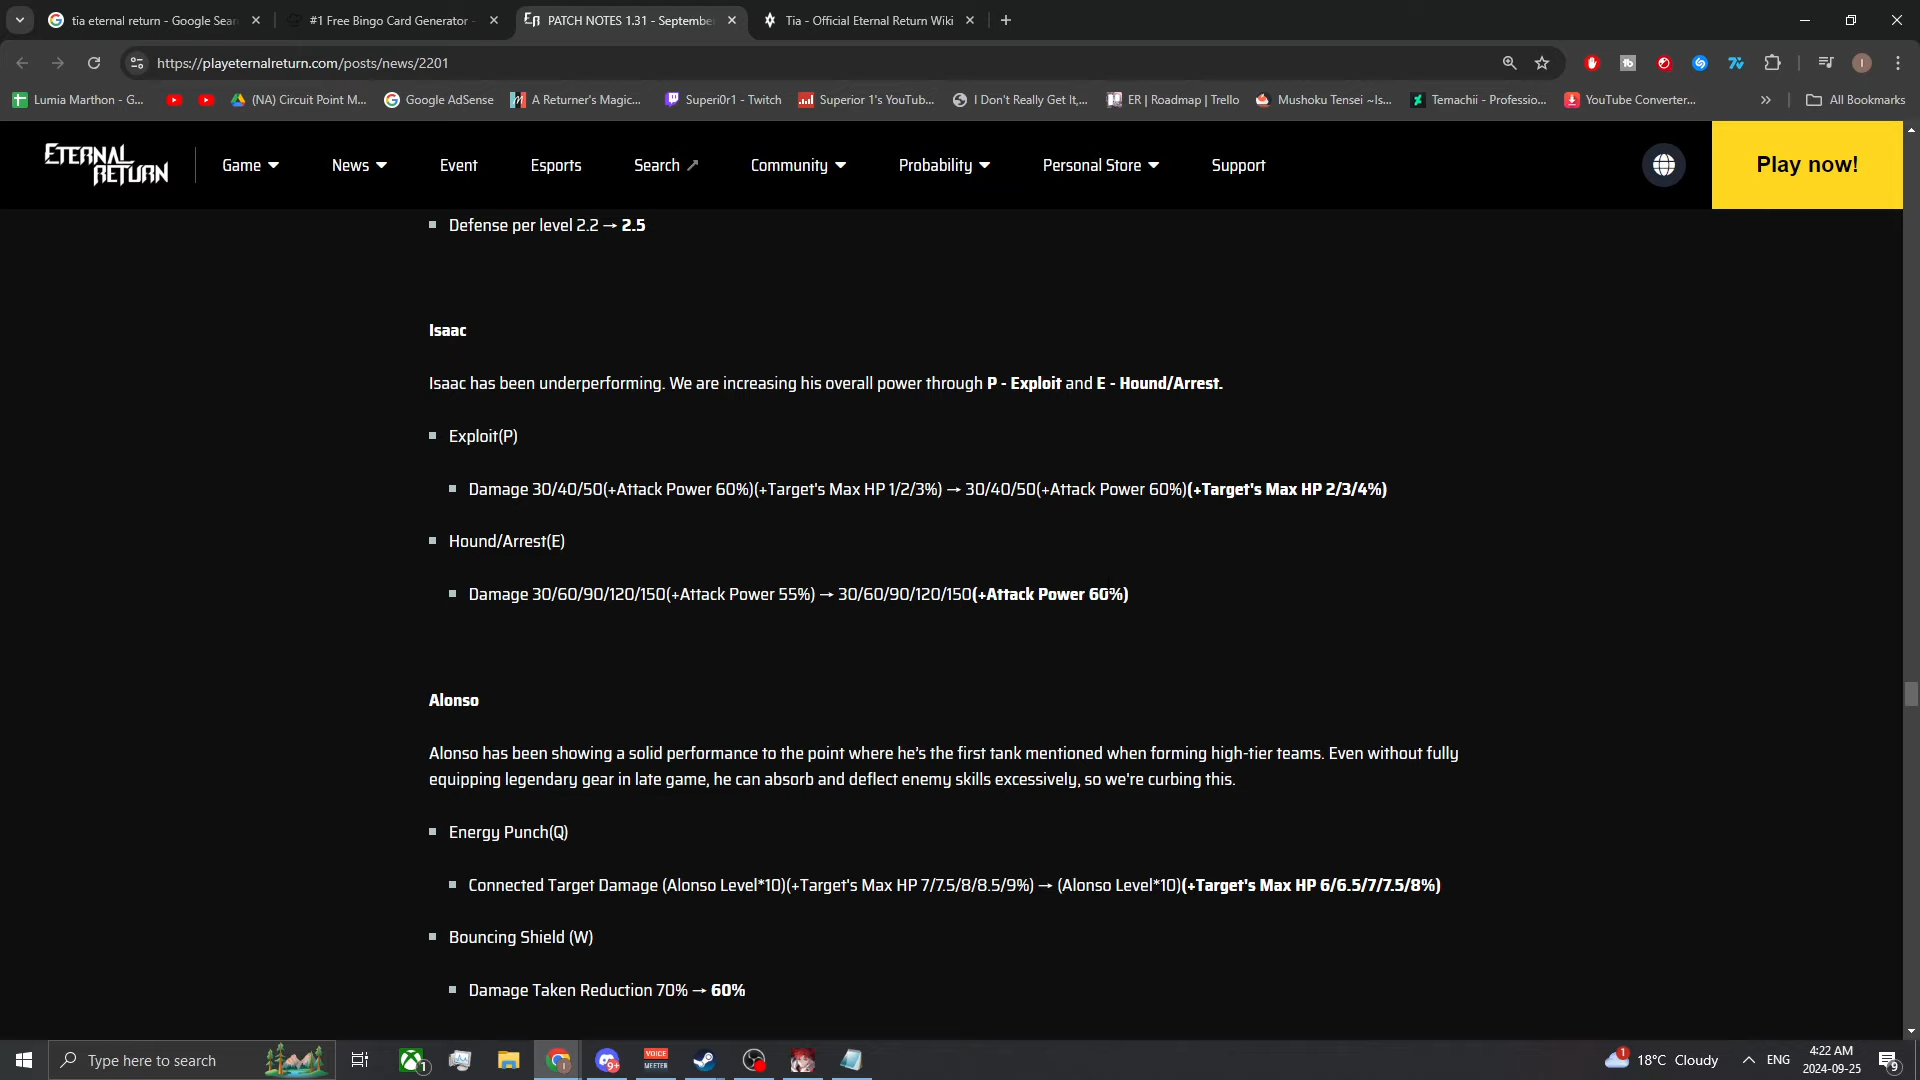 tia eternal return - Google Sear
#1 Free Bingo Card Generator -
PATCH NOTES 1.31 - September
Tia - Official Eternal Return Wiki
https://playeternalreturn.com/posts/news/2201
Lumia Marthon - G...
(NA) Circuit Point M...
Google AdSense
A Returner's Magic...
Superi0r1 - Twitch
Superior 1's YouTub...
I Don't Really Get It,...
ER | Roadmap | Trello
Mushoku Tensei ~Is...
Temachii - Professio...
YouTube Converter...
All Bookmarks
ETERNAL RETURN
Game
News
Event
Esports
Search
Community
Probability
Personal Store
Support
Play now!
Defense per level 2.2 → 2.5
Isaac
Isaac has been underperforming. We are increasing his overall power through P - Exploit and E - Hound/Arrest.
Exploit(P)
Damage 30/40/50(+Attack Power 60%)(+Target's Max HP 1/2/3%) → 30/40/50(+Attack Power 60%)(+Target's Max HP 2/3/4%)
Hound/Arrest(E)
Damage 30/60/90/120/150(+Attack Power 55%) → 30/60/90/120/150(+Attack Power 60%)
Alonso
Alonso has been showing a solid performance to the point where he's the first tank mentioned when forming high-tier teams. Even without fully
equipping legendary gear in late game, he can absorb and deflect enemy skills excessively, so we're curbing this.
Energy Punch(Q)
Connected Target Damage (Alonso Level*10)(+Target's Max HP 7/7.5/8/8.5/9%) → (Alonso Level*10)(+Target's Max HP 6/6.5/7/7.5/8%)
Bouncing Shield (W)
Damage Taken Reduction 70% → 60%
Type here to search
1
9+
VOICE
MEETER
1
18°C Cloudy
ENG
4:22 AM
2024-09-25
9